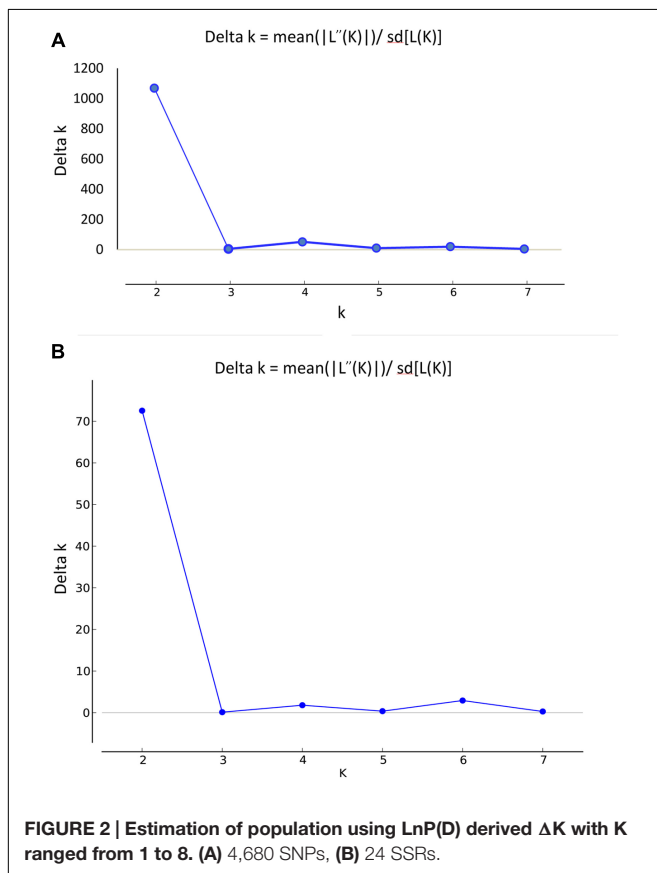 A
Delta k = mean(|L″(K)|)/ sd[L(K)]
1200
1000
800
600
400
200
0
Delta k
2 3 4 5 6 7
k
B
Delta k = mean(|L″(K)|)/ sd[L(K)]
70
60
50
40
30
20
10
0
Delta k
2 3 4 5 6 7
K
FIGURE 2 | Estimation of population using LnP(D) derived ΔK with K
ranged from 1 to 8. (A) 4,680 SNPs, (B) 24 SSRs.